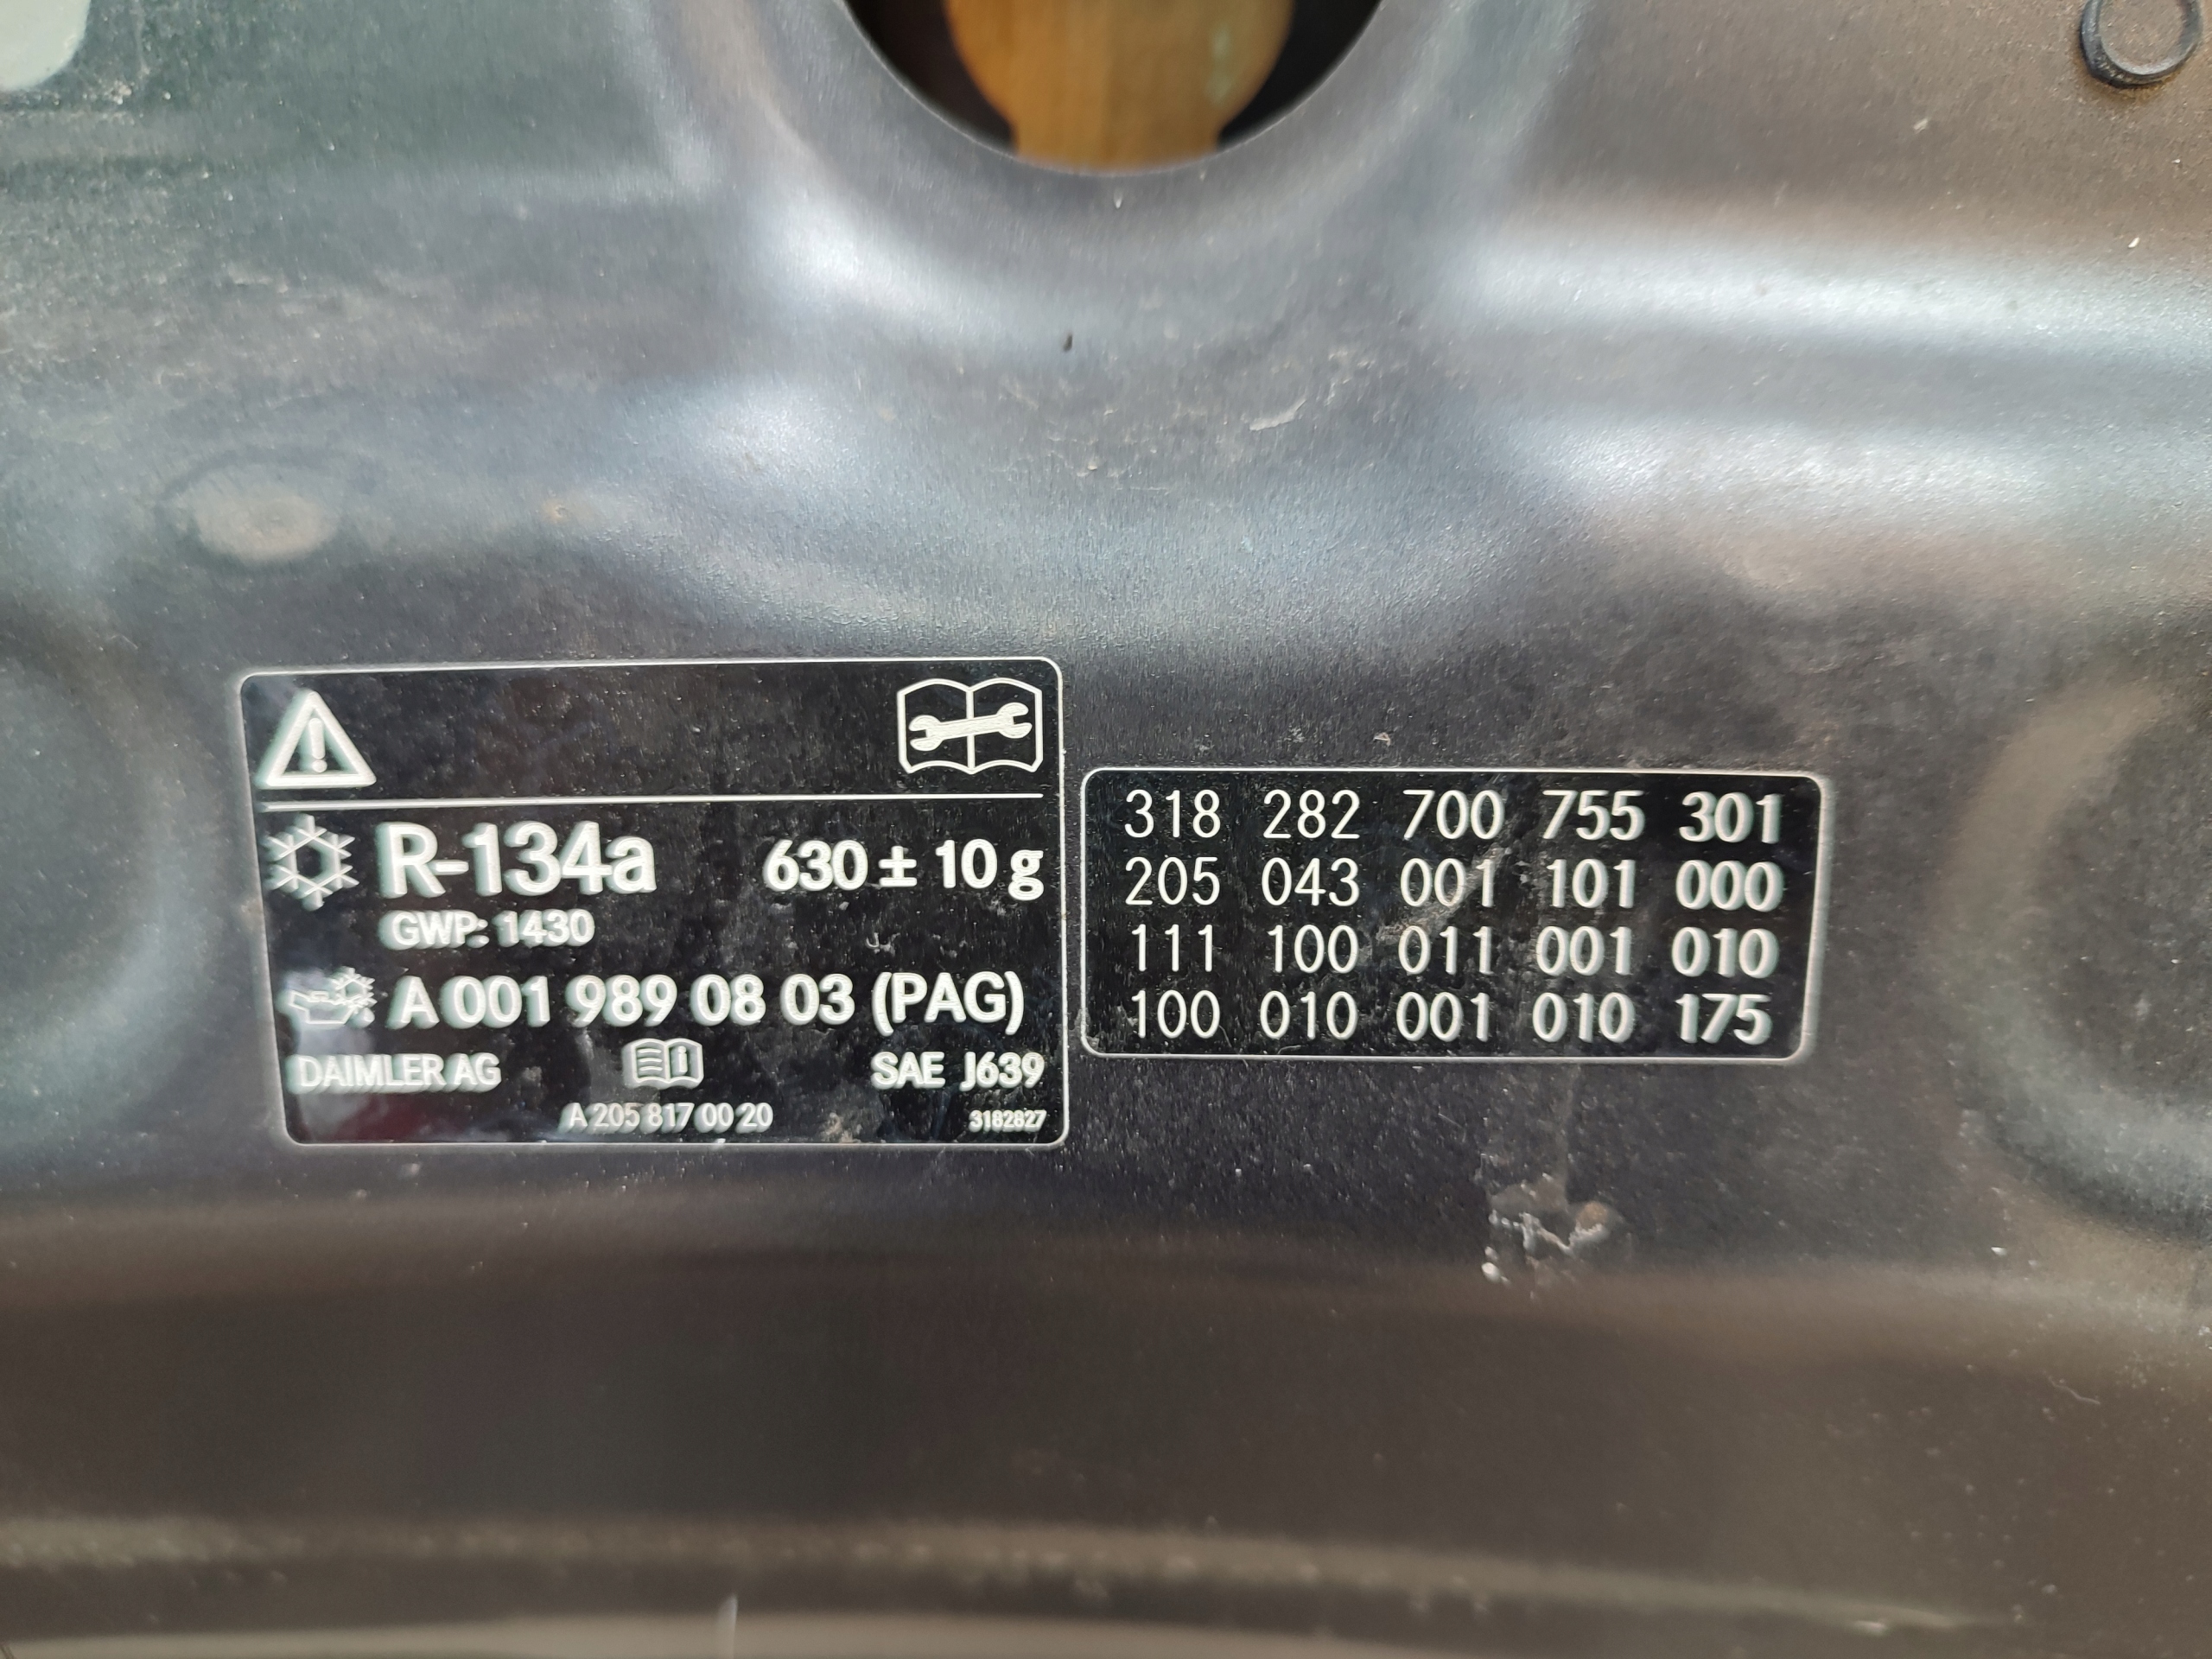 R-134a 630 ± 10 g
GWP: 1430
A 001 989 08 03 (PAG)
DAIMLER AG SAE J639
A 205 817 00 20 3182827
318 282 700 755 301
205 043 001 101 000
111 100 011 001 010
100 010 001 010 175